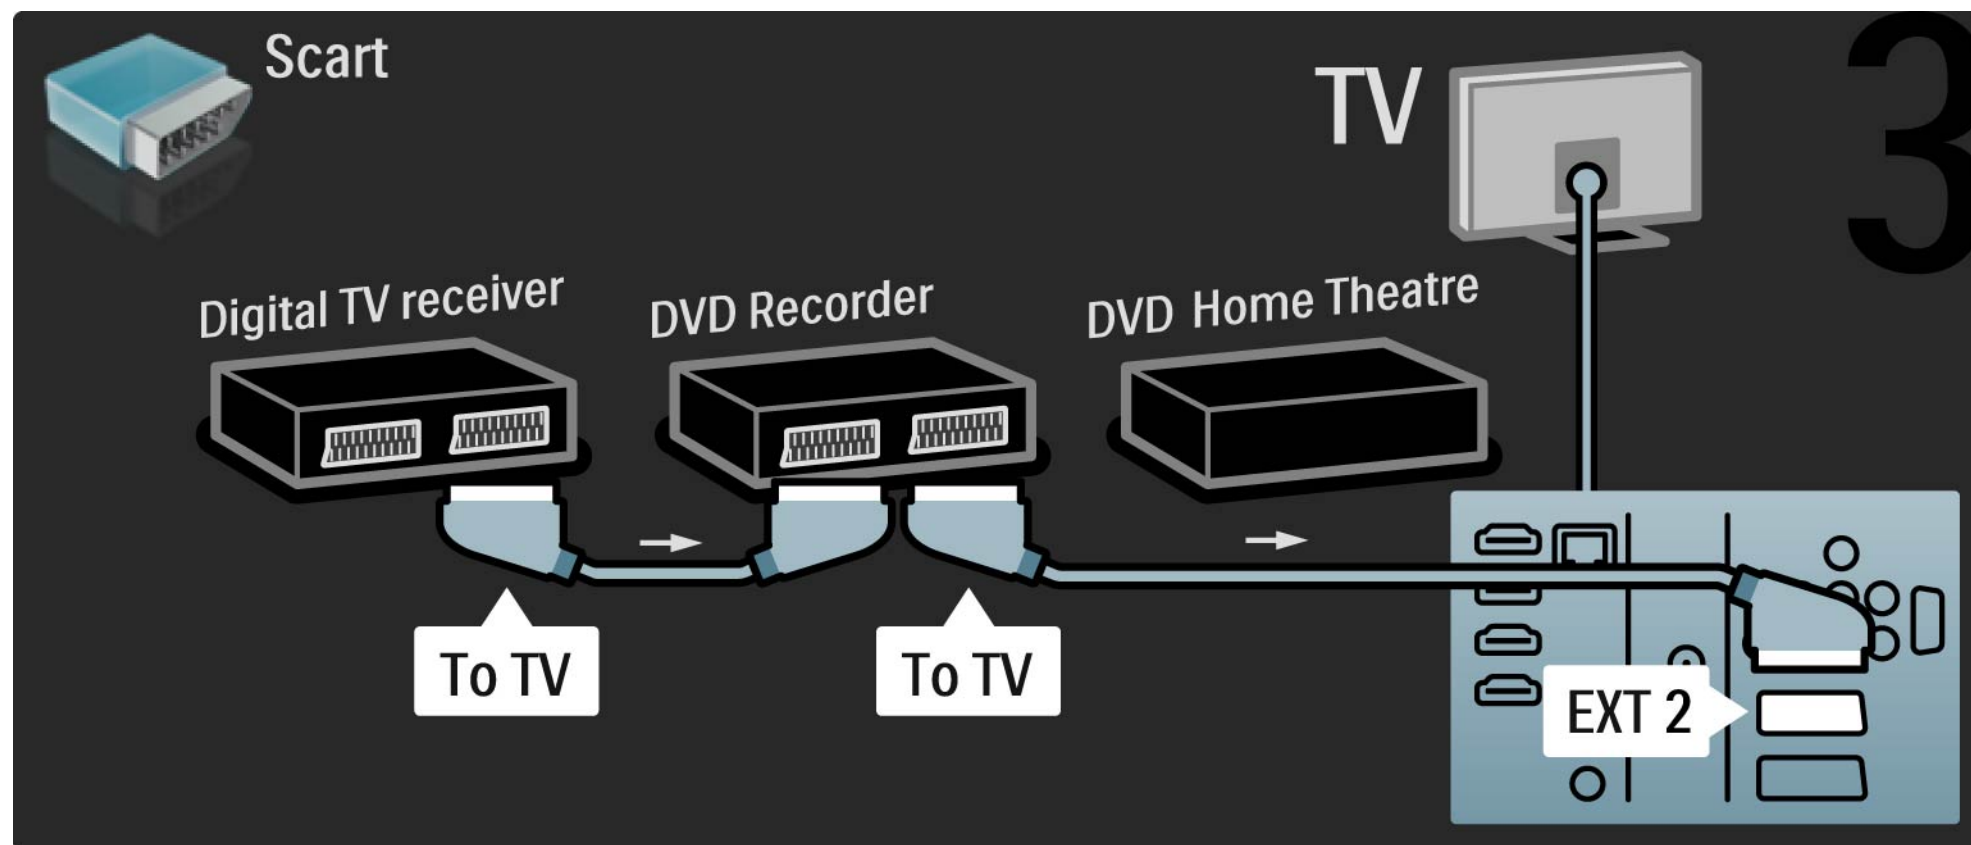 Scart
TV
3
Digital TV receiver
DVD Recorder
DVD Home Theatre
To TV
To TV
EXT 2